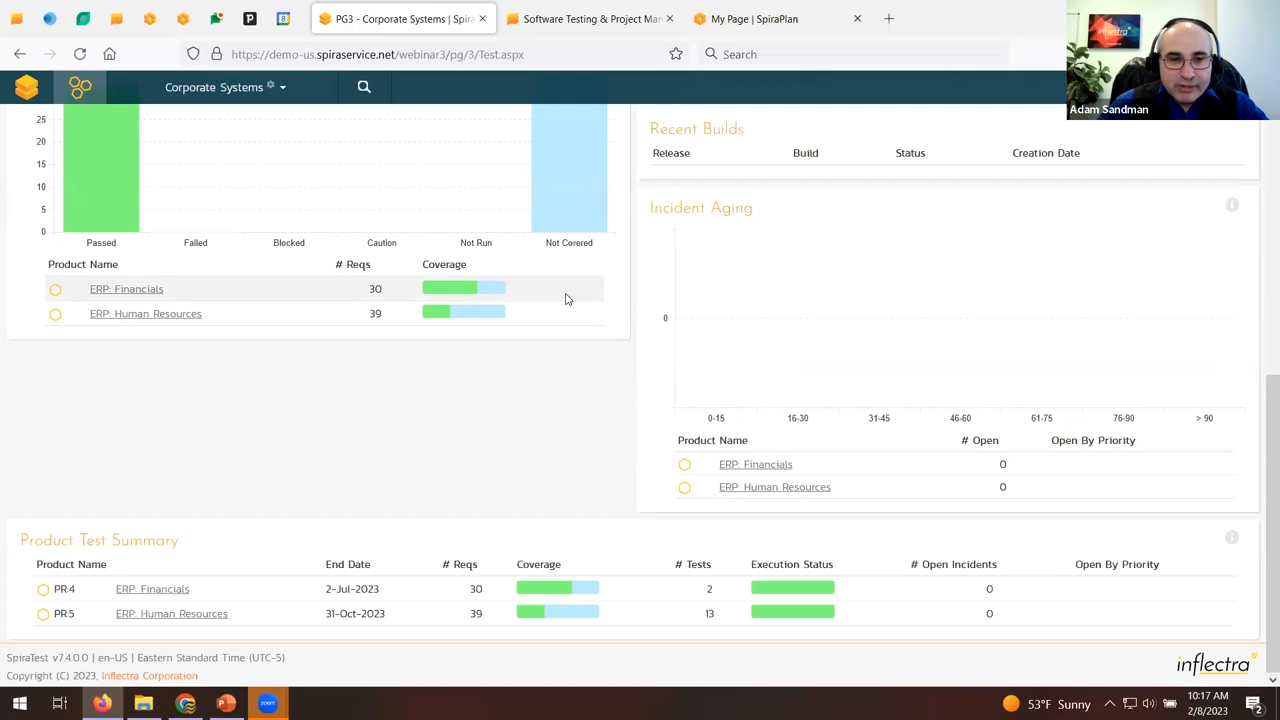 PG3 - Corporate Systems | Spira
Software Testing & Project Man
My Page | SpiraPlan
https://demo-us.spiraservice.net/webinar3/pg/3/Test.aspx
Search
inflectra
Adam Sandman
Corporate Systems
25
20
15
10
5
0
Passed Failed Blocked Caution Not Run Not Covered
Product Name # Reqs Coverage
ERP: Financials 30
ERP: Human Resources 39
Recent Builds
Release Build Status Creation Date
Incident Aging
0
0-15 16-30 31-45 46-60 61-75 76-90 > 90
Product Name # Open Open By Priority
ERP: Financials 0
ERP: Human Resources 0
Product Test Summary
Product Name End Date # Reqs Coverage # Tests Execution Status # Open Incidents Open By Priority
PR:4 ERP: Financials 2-Jul-2023 30 2 0
PR:5 ERP: Human Resources 31-Oct-2023 39 13 0
SpiraTest v7.4.0.0 | en-US | Eastern Standard Time (UTC-5)
Copyright (C) 2023, Inflectra Corporation
inflectra
zoom
53°F Sunny
10:17 AM
2/8/2023
2